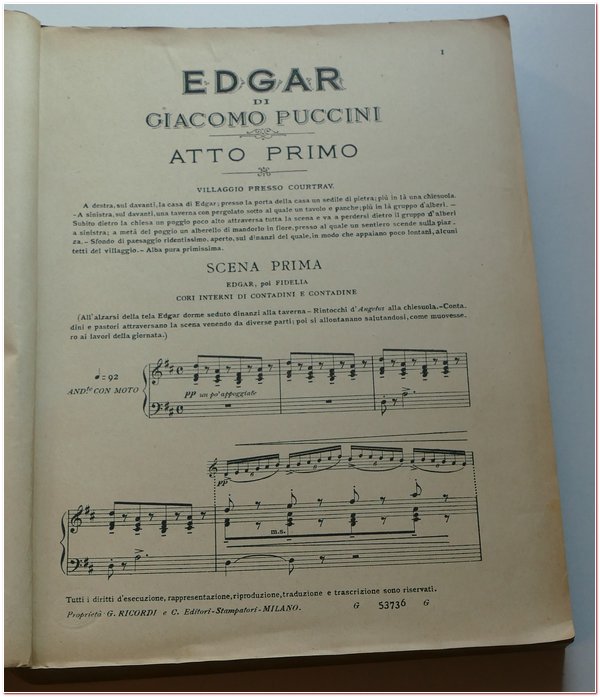 1
EDGAR
DI
GIACOMO PUCCINI
ATTO PRIMO
VILLAGGIO PRESSO COURTRAY.
A destra, sul davanti, la casa di Edgar; presso la porta della casa un sedile di pietra; più in là una chiesuola
- A sinistra, sul davanti, una taverna con pergolato sotto al quale un tavolo e panche; più in là gruppo d'alberi. -
Subito dietro la chiesa un poggio poco alto attraversa tutta la scena e va a perdersi dietro il gruppo d'alberi
a sinistra; a metà del poggio un alberello di mandorlo in fiore, presso al quale un sentiero scende sulla piaz_
za. - Sfondo di paesaggio ridentissimo, aperto, sul dinanzi del quale, in modo che appaiano poco lontani, alcuni
tetti del villaggio. - Alba pura primissima.
SCENA PRIMA
EDGAR, poi FIDELIA
CORI INTERNI DI CONTADINI E CONTADINE
(All'alzarsi della tela Edgar dorme seduto dinanzi alla taverna - Rintocchi d'Angelus alla chiesuola. - Conta_
dini e pastori attraversano la scena venendo da diverse parti; poi si allontanano salutandosi, come muovesse_
ro ai lavori della giornata.)
♩ = 92
AND.te CON MOTO
pp un po' appoggiate
6 6 6 6
pp
m.s.
Tutti i diritti d'esecuzione, rappresentazione, riproduzione, traduzione e trascrizione sono riservati.
Proprietà G. RICORDI e C. Editori-Stampatori-MILANO.
G 53736 G